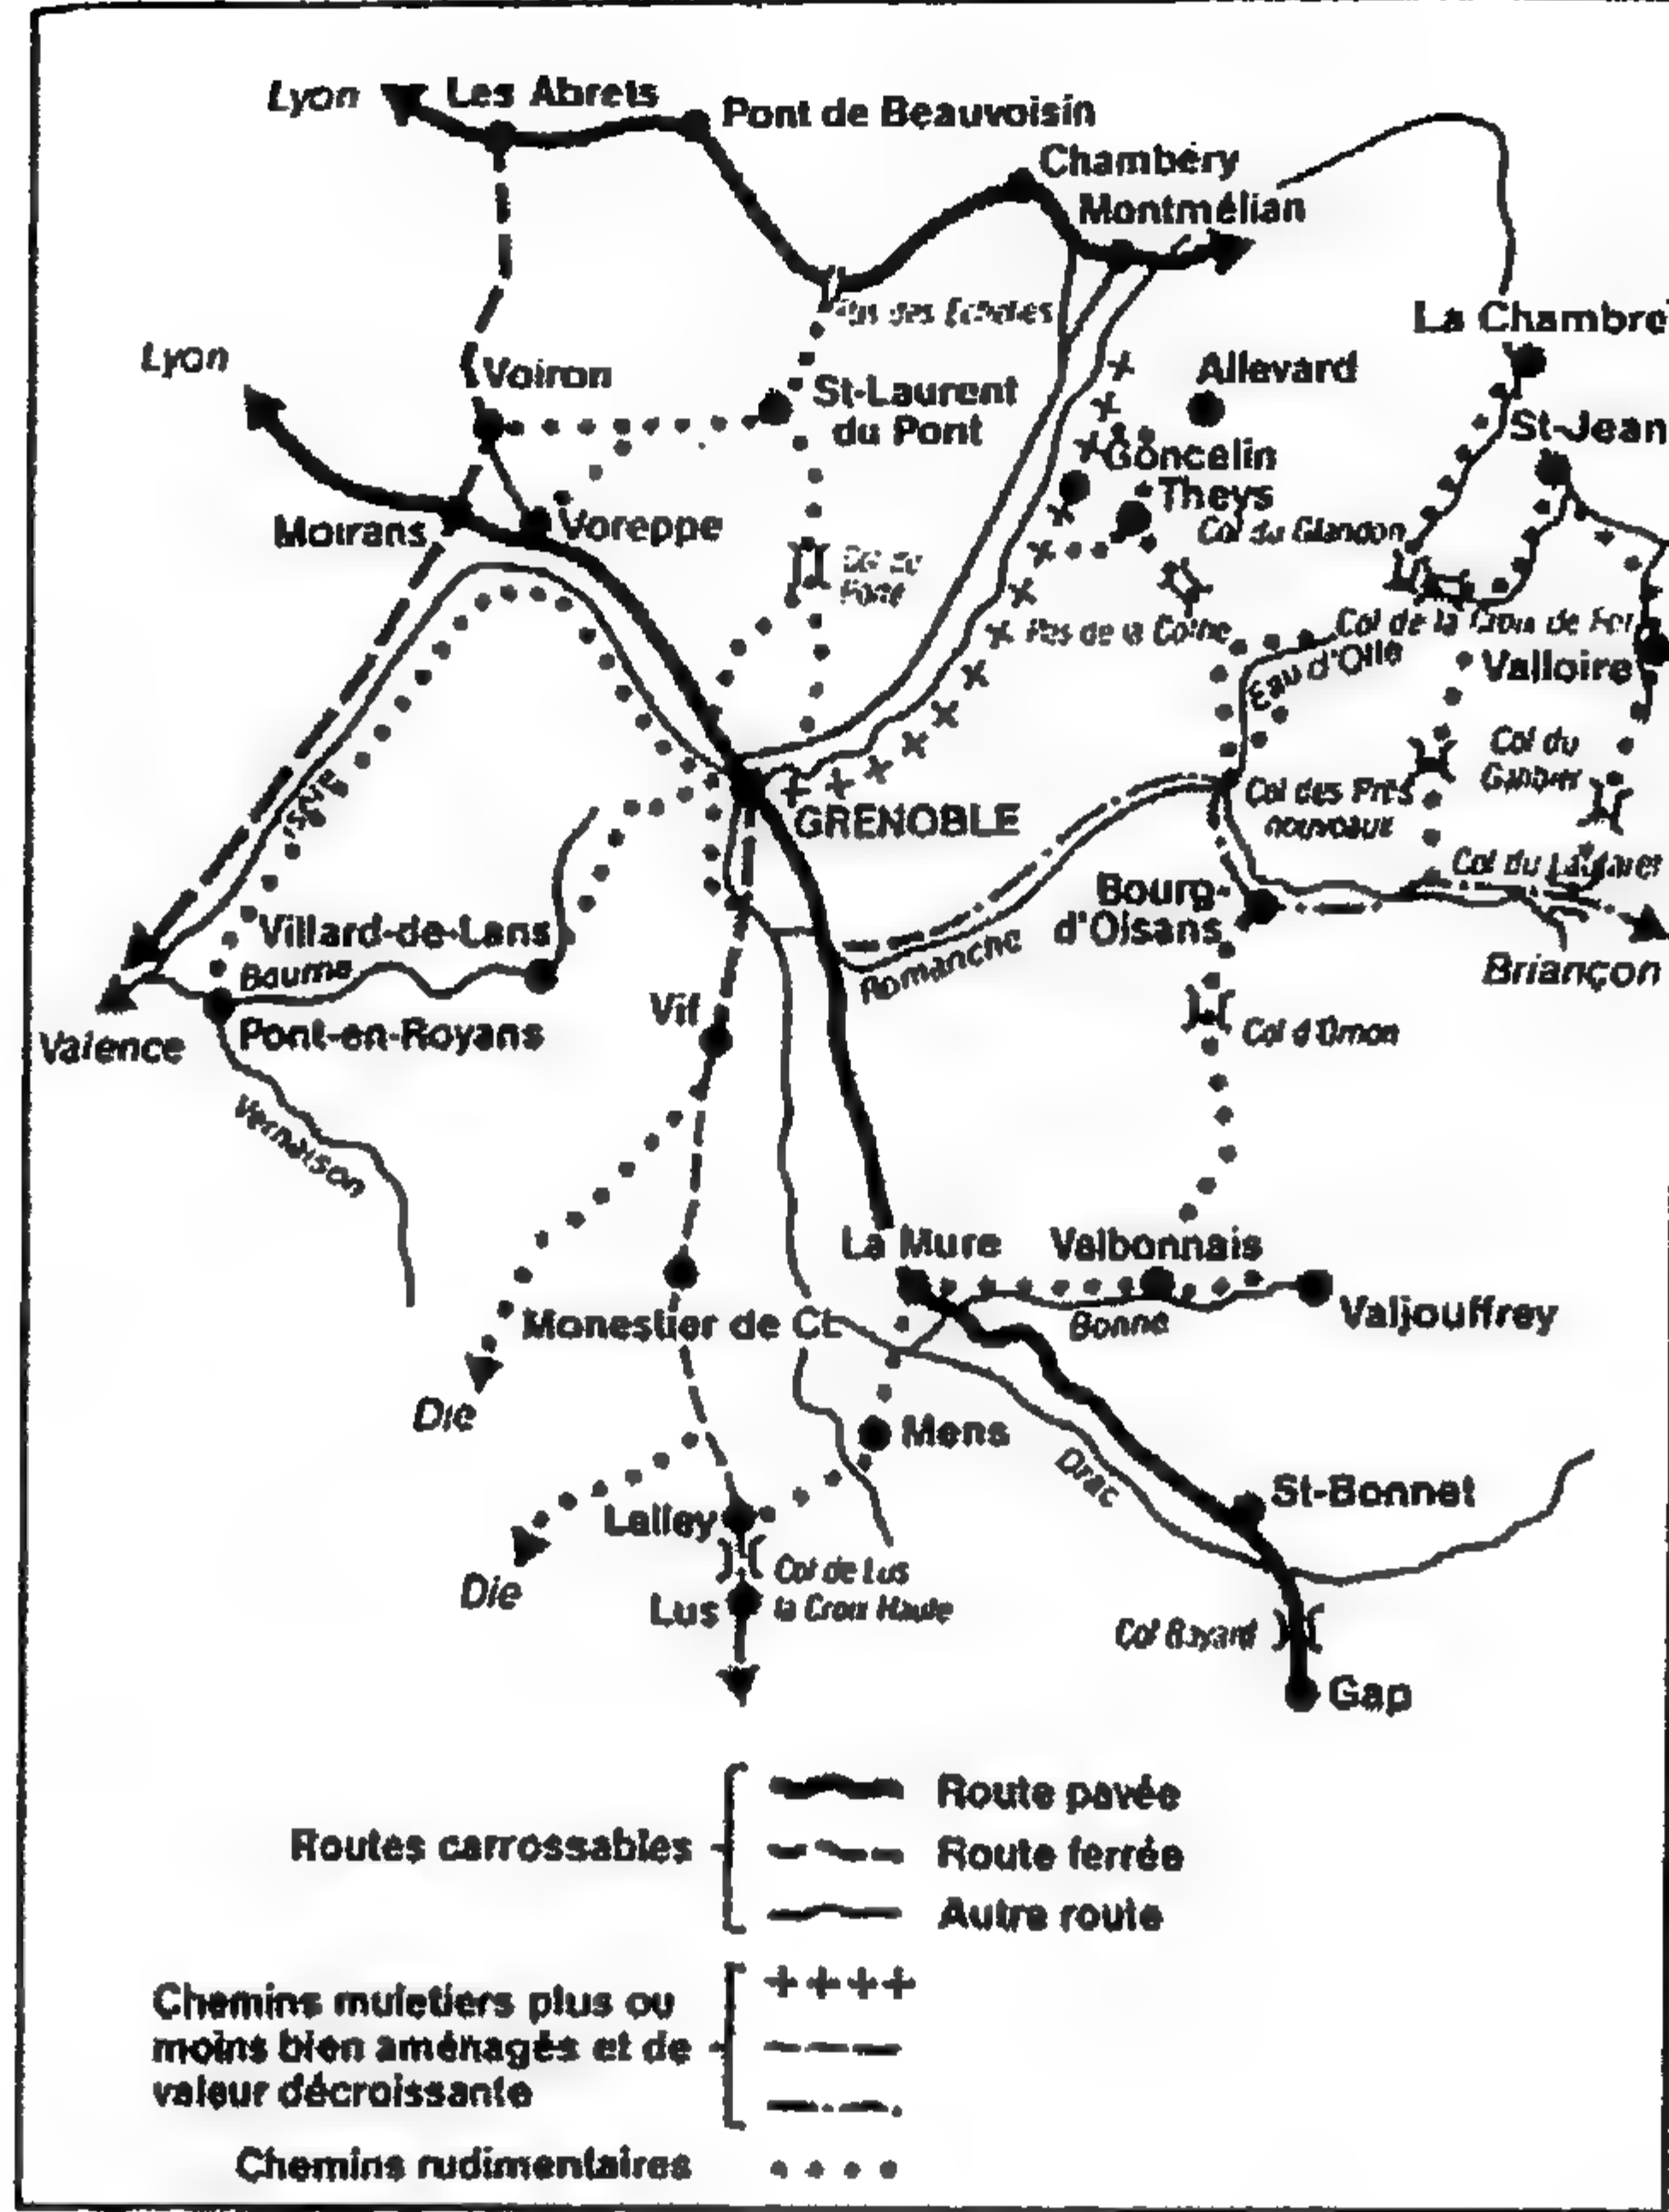 Lyon
Les Abrets
Pont de Beauvoisin
Chambéry
Montmélian
La Chambre
Lyon
Voiron
St-Laurent
du Pont
Allevard
St-Jean
Goncelin
Theys
Moirans
Voreppe
Col du Glandon
Col de la Croix de Fer
Eau d'Olle
Valloire
Isère
GRENOBLE
Col des Prés
nouveaux
Col du
Col du Lautaret
Villard-de-Lans
Bourg-
d'Oisans
Romanche
Briançon
Valence
Pont-en-Royans
Vif
Col d'Ornon
Vernaison
La Mure
Valbonnais
Valjouffrey
Bonne
Monestier de Ct
Die
Mens
Drac
St-Bonnet
Lalley
Die
Col de Lus
la Croix Haute
Lus
Col Bayard
Gap
Routes carrossables
Route pavée
Route ferrée
Autre route
Chemins muletiers plus ou
moins bien aménagés et de
valeur décroissante
Chemins rudimentaires